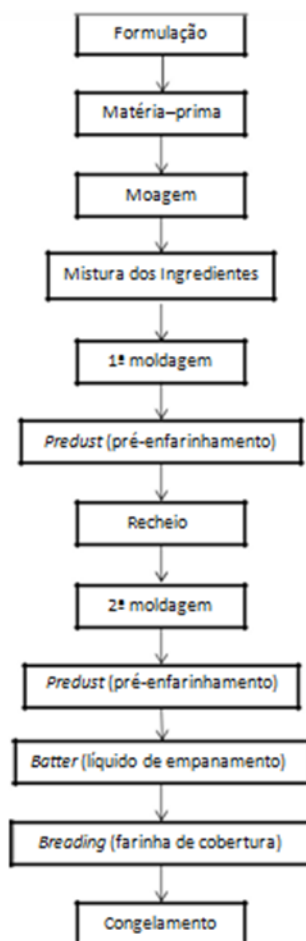 Formulação
Matéria–prima
Moagem
Mistura dos Ingredientes
1ª moldagem
Predust (pré-enfarinhamento)
Recheio
2ª moldagem
Predust (pré-enfarinhamento)
Batter (líquido de empanamento)
Breading (farinha de cobertura)
Congelamento